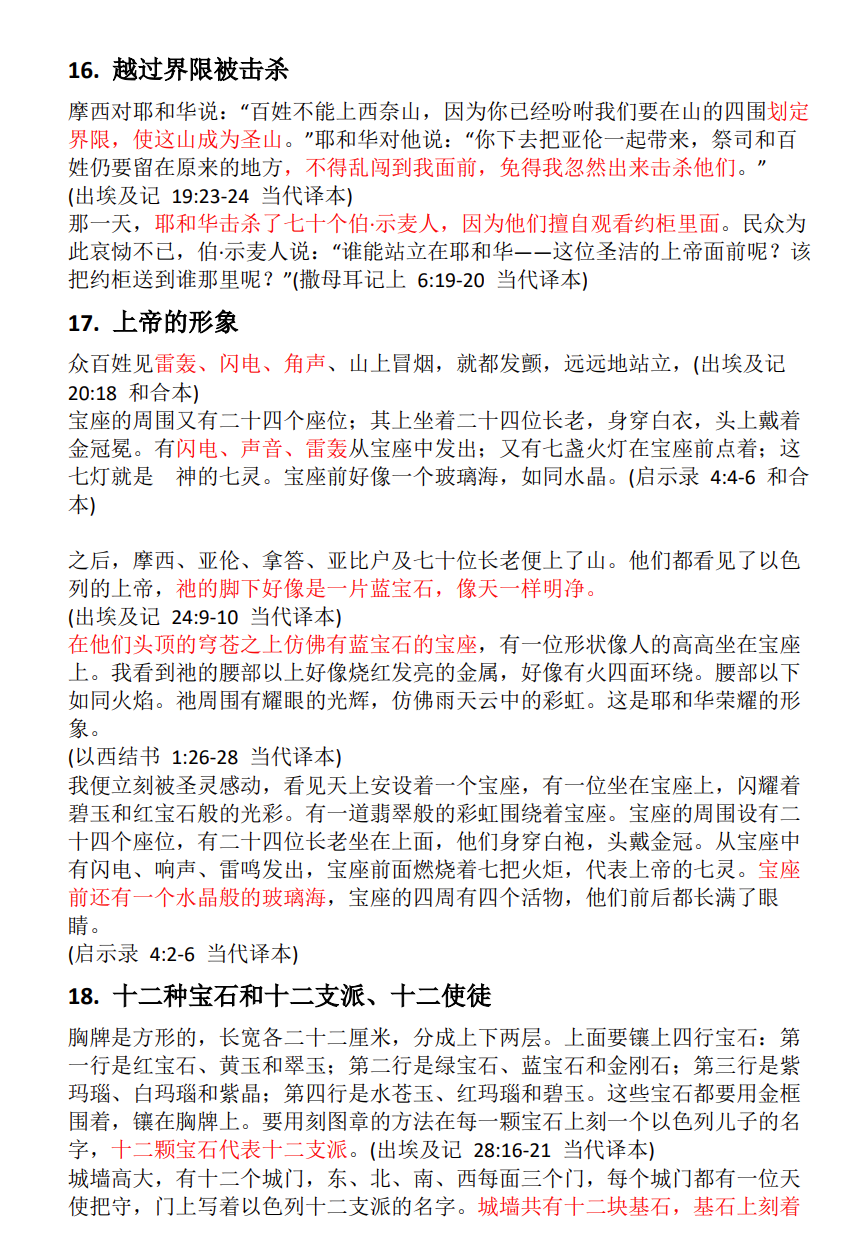 16. 越过界限被击杀
摩西对耶和华说：“百姓不能上西奈山，因为你已经吩咐我们要在山的四围划定
界限，使这山成为圣山。”耶和华对他说：“你下去把亚伦一起带来，祭司和百
姓仍要留在原来的地方，不得乱闯到我面前，免得我忽然出来击杀他们。”
(出埃及记 19:23-24 当代译本)
那一天，耶和华击杀了七十个伯·示麦人，因为他们擅自观看约柜里面。民众为
此哀恸不已，伯·示麦人说：“谁能站立在耶和华——这位圣洁的上帝面前呢？该
把约柜送到谁那里呢？”(撒母耳记上 6:19-20 当代译本)
17. 上帝的形象
众百姓见雷轰、闪电、角声、山上冒烟，就都发颤，远远地站立，(出埃及记
20:18 和合本)
宝座的周围又有二十四个座位；其上坐着二十四位长老，身穿白衣，头上戴着
金冠冕。有闪电、声音、雷轰从宝座中发出；又有七盏火灯在宝座前点着；这
七灯就是　神的七灵。宝座前好像一个玻璃海，如同水晶。(启示录 4:4-6 和合
本)
之后，摩西、亚伦、拿答、亚比户及七十位长老便上了山。他们都看见了以色
列的上帝，祂的脚下好像是一片蓝宝石，像天一样明净。
(出埃及记 24:9-10 当代译本)
在他们头顶的穹苍之上仿佛有蓝宝石的宝座，有一位形状像人的高高坐在宝座
上。我看到祂的腰部以上好像烧红发亮的金属，好像有火四面环绕。腰部以下
如同火焰。祂周围有耀眼的光辉，仿佛雨天云中的彩虹。这是耶和华荣耀的形
象。
(以西结书 1:26-28 当代译本)
我便立刻被圣灵感动，看见天上安设着一个宝座，有一位坐在宝座上，闪耀着
碧玉和红宝石般的光彩。有一道翡翠般的彩虹围绕着宝座。宝座的周围设有二
十四个座位，有二十四位长老坐在上面，他们身穿白袍，头戴金冠。从宝座中
有闪电、响声、雷鸣发出，宝座前面燃烧着七把火炬，代表上帝的七灵。宝座
前还有一个水晶般的玻璃海，宝座的四周有四个活物，他们前后都长满了眼
睛。
(启示录 4:2-6 当代译本)
18. 十二种宝石和十二支派、十二使徒
胸牌是方形的，长宽各二十二厘米，分成上下两层。上面要镶上四行宝石：第
一行是红宝石、黄玉和翠玉；第二行是绿宝石、蓝宝石和金刚石；第三行是紫
玛瑙、白玛瑙和紫晶；第四行是水苍玉、红玛瑙和碧玉。这些宝石都要用金框
围着，镶在胸牌上。要用刻图章的方法在每一颗宝石上刻一个以色列儿子的名
字，十二颗宝石代表十二支派。(出埃及记 28:16-21 当代译本)
城墙高大，有十二个城门，东、北、南、西每面三个门，每个城门都有一位天
使把守，门上写着以色列十二支派的名字。城墙共有十二块基石，基石上刻着